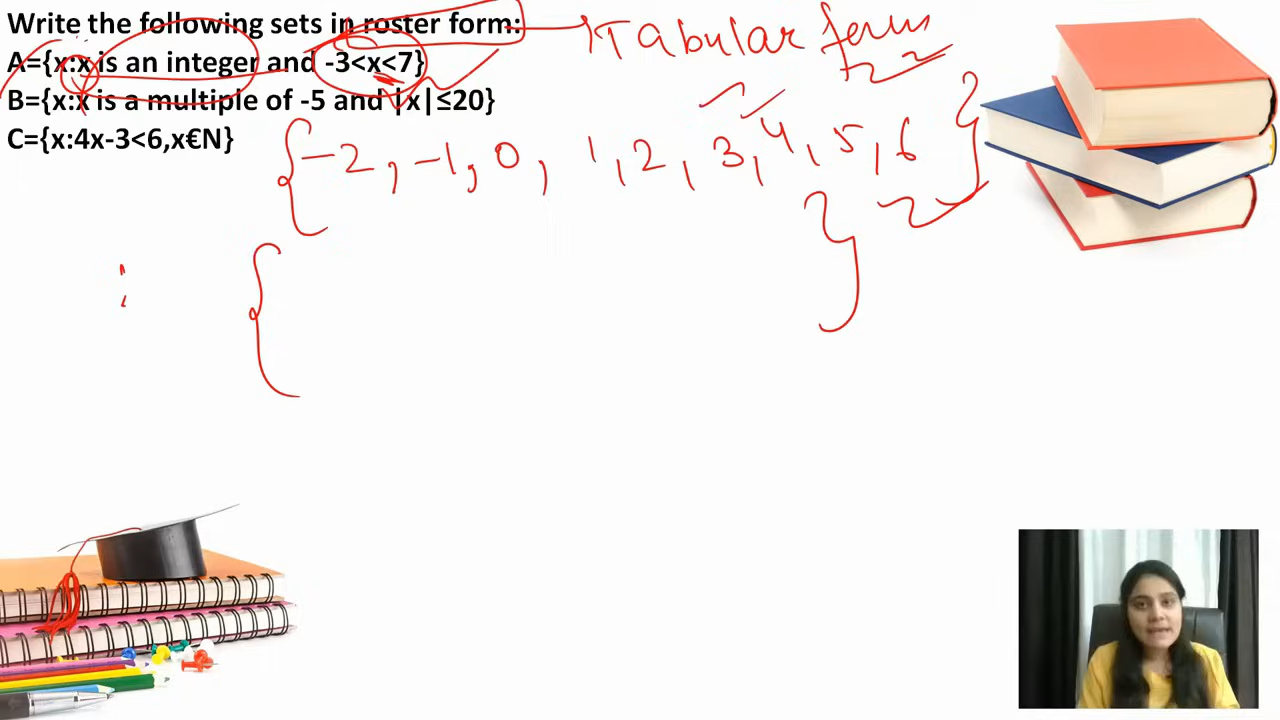 Write the following sets in roster form:
Tabular form
A={x:x is an integer and -3<x<7}
B={x:x is a multiple of -5 and |x|≤20}
C={x:4x-3<6,x€N}
{ -2, -1, 0, 1, 2, 3, 4, 5, 6 }
: { }